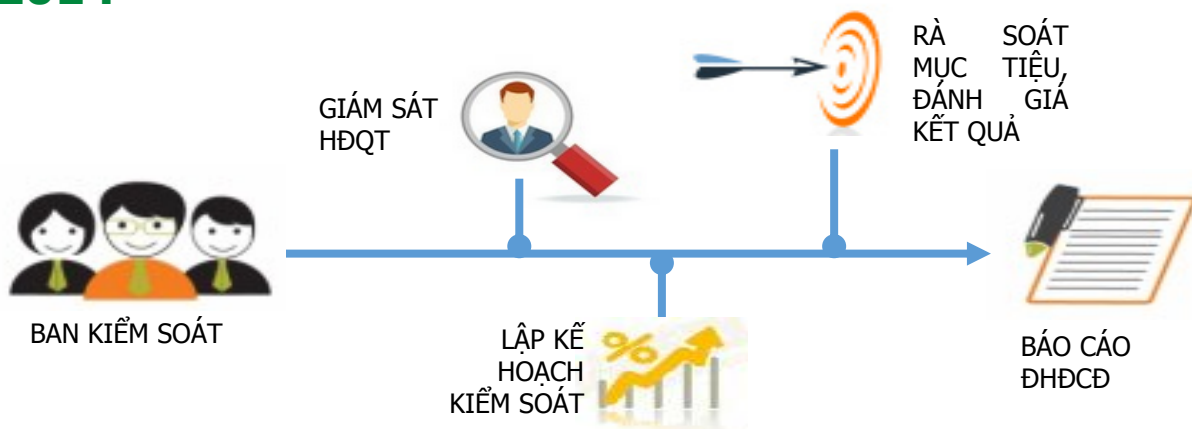 GIÁM SÁT
HĐQT
RÀ SOÁT
MỤC TIÊU,
ĐÁNH GIÁ
KẾT QUẢ
BAN KIỂM SOÁT
LẬP KẾ
HOẠCH
KIỂM SOÁT
%
BÁO CÁO
ĐHĐCĐ